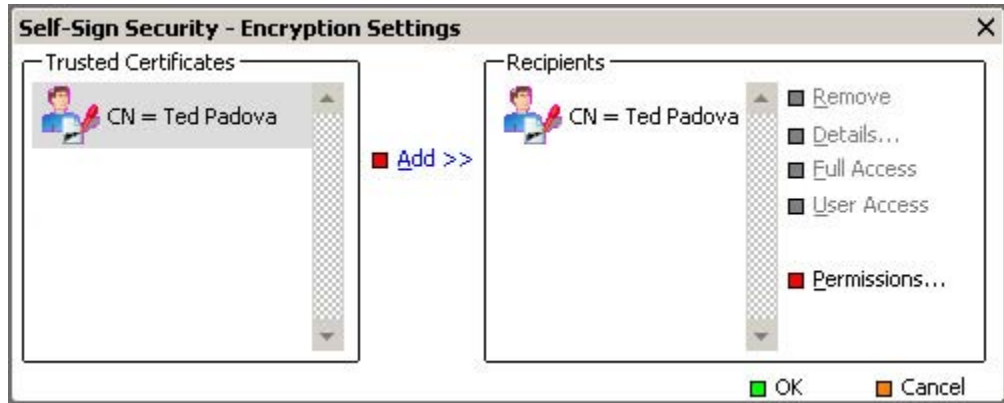 Self-Sign Security - Encryption Settings
Trusted Certificates
CN = Ted Padova
Add >>
Recipients
CN = Ted Padova
Remove
Details...
Full Access
User Access
Permissions...
OK
Cancel